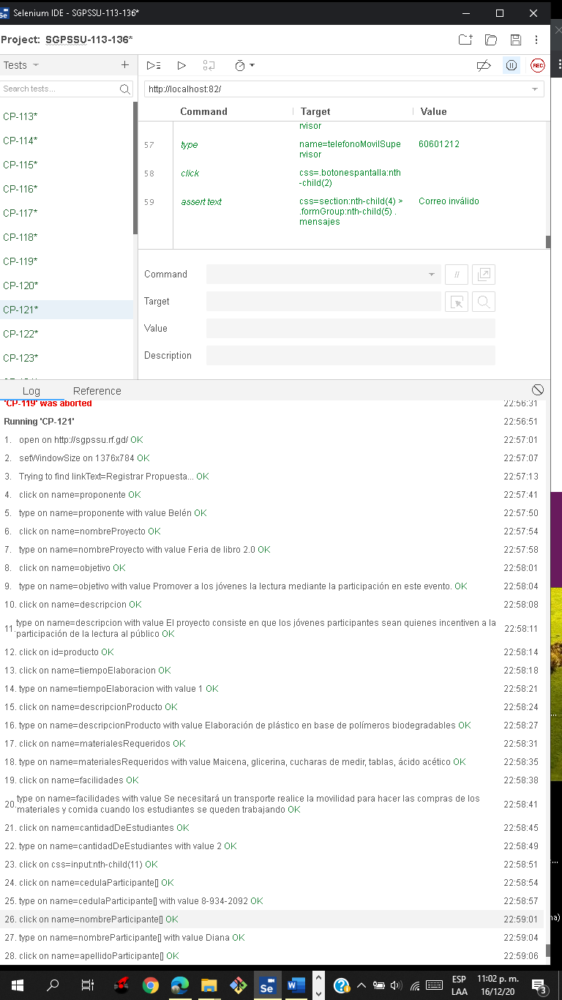 Selenium IDE - SGPSSU-113-136*
Project: SGPSSU-113-136*
Tests
Search tests...
CP-113*
CP-114*
CP-115*
CP-116*
CP-117*
CP-118*
CP-119*
CP-120*
CP-121*
CP-122*
CP-123*
REC
http://localhost:82/
Command Target Value
rvisor
57 type name=telefonoMovilSupe 60601212
rvisor
58 click css=.botonespantalla:nth
-child(2)
59 assert text css=section:nth-child(4) > Correo inválido
.formGroup:nth-child(5) .
mensajes
Command //
Target
Value
Description
Log Reference
'CP-119' was aborted 22:56:31
Running 'CP-121' 22:56:51
1. open on http://sgpssu.rf.gd/ OK 22:57:01
2. setWindowSize on 1376x784 OK 22:57:07
3. Trying to find linkText=Registrar Propuesta... OK 22:57:13
4. click on name=proponente OK 22:57:41
5. type on name=proponente with value Belén OK 22:57:50
6. click on name=nombreProyecto OK 22:57:54
7. type on name=nombreProyecto with value Feria de libro 2.0 OK 22:57:58
8. click on name=objetivo OK 22:58:01
9. type on name=objetivo with value Promover a los jóvenes la lectura mediante la participación en este evento. OK 22:58:04
10. click on name=descripcion OK 22:58:08
11. type on name=descripcion with value El proyecto consiste en que los jóvenes participantes sean quienes incentiven a la
participación de la lectura al público OK 22:58:11
12. click on id=producto OK 22:58:14
13. click on name=tiempoElaboracion OK 22:58:18
14. type on name=tiempoElaboracion with value 1 OK 22:58:21
15. click on name=descripcionProducto OK 22:58:24
16. type on name=descripcionProducto with value Elaboración de plástico en base de polímeros biodegradables OK 22:58:27
17. click on name=materialesRequeridos OK 22:58:31
18. type on name=materialesRequeridos with value Maicena, glicerina, cucharas de medir, tablas, ácido acético OK 22:58:35
19. click on name=facilidades OK 22:58:38
20. type on name=facilidades with value Se necesitará un transporte realice la movilidad para hacer las compras de los
materiales y comida cuando los estudiantes se queden trabajando OK 22:58:41
21. click on name=cantidadDeEstudiantes OK 22:58:45
22. type on name=cantidadDeEstudiantes with value 2 OK 22:58:49
23. click on css=input:nth-child(11) OK 22:58:51
24. click on name=cedulaParticipante[] OK 22:58:54
25. type on name=cedulaParticipante[] with value 8-934-2092 OK 22:58:57
26. click on name=nombreParticipante[] OK 22:59:01
27. type on name=nombreParticipante[] with value Diana OK 22:59:04
28. click on name=apellidoParticipante[] OK 22:59:06
Se
ESP
LAA
11:02 p. m.
16/12/20
3